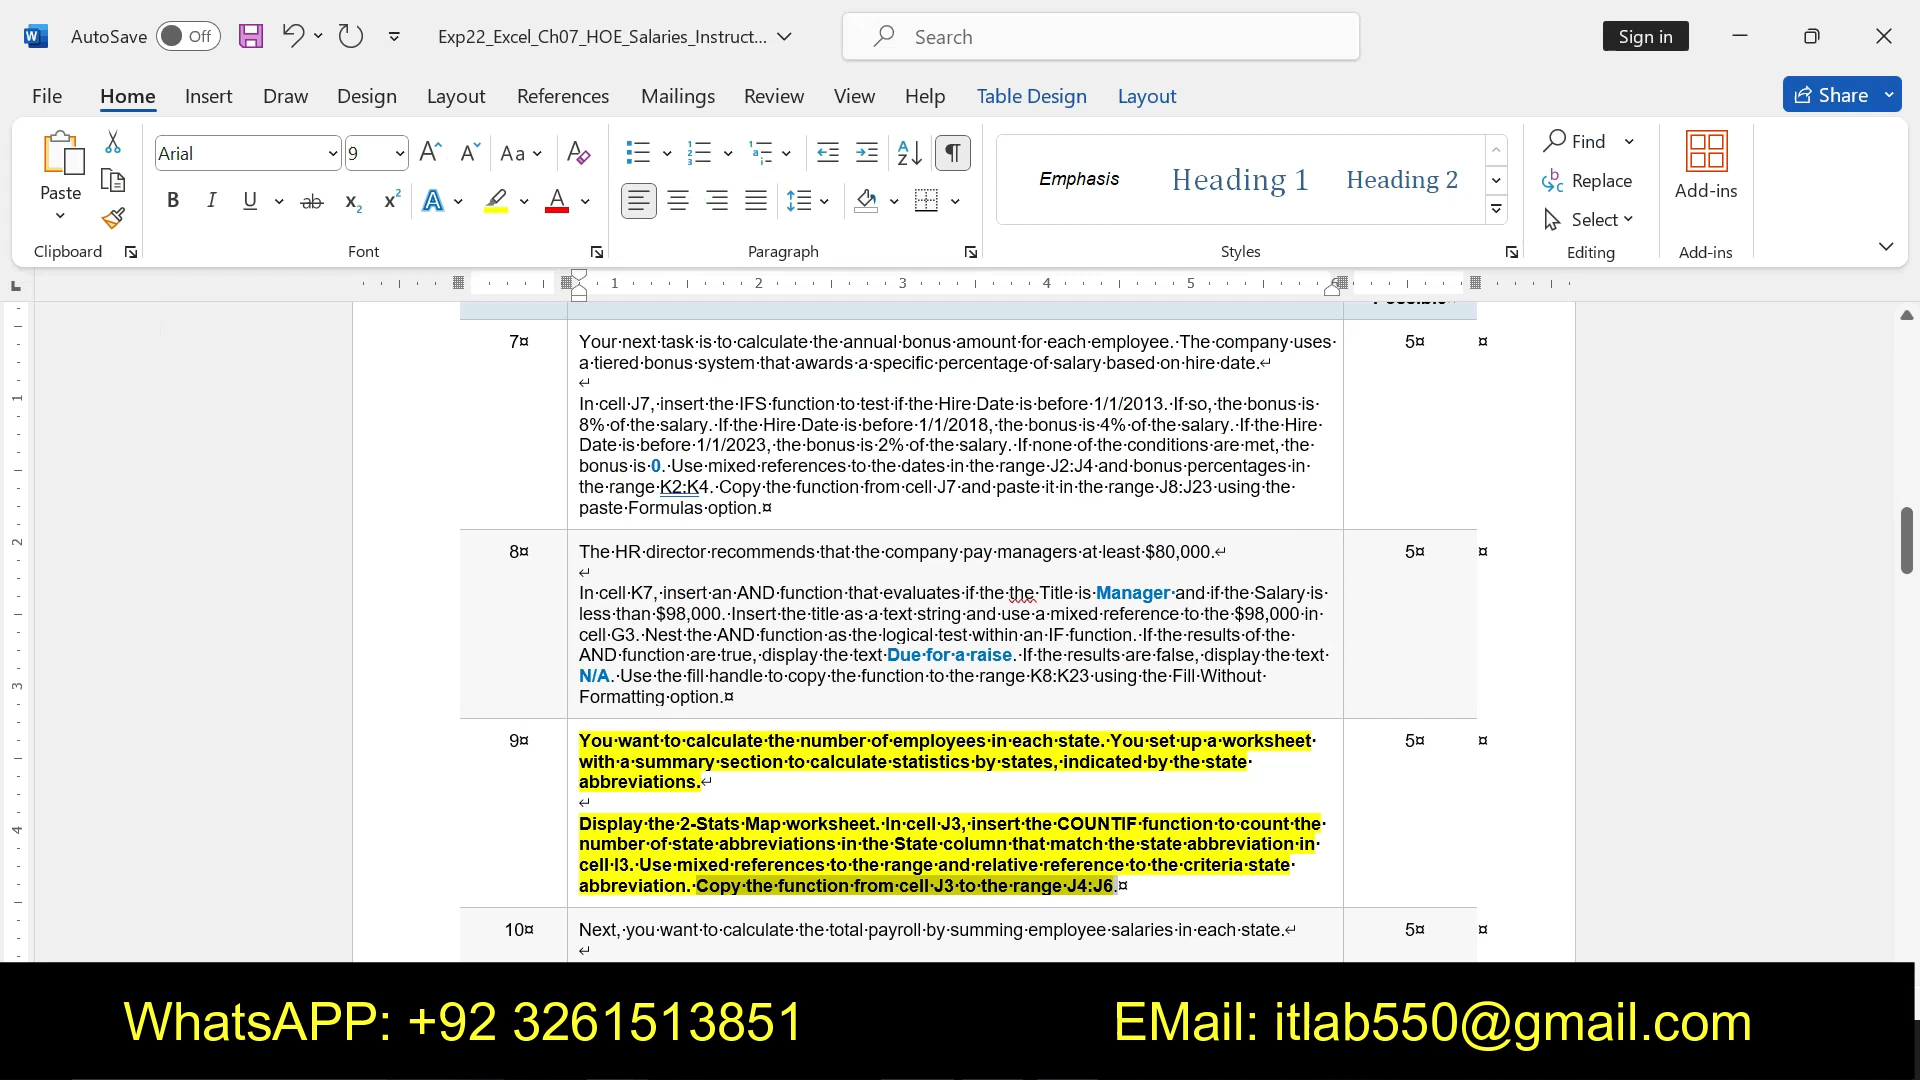 AutoSave Off Exp22_Excel_Ch07_HOE_Salaries_Instruct... Search Sign in
File Home Insert Draw Design Layout References Mailings Review View Help Table Design Layout Share
Paste Arial 9 Aa Emphasis Heading 1 Heading 2 Find Replace Select Add-ins
B I U ab x₂ x² A A
Clipboard Font Paragraph Styles Editing Add-ins
1 2 3 4 5
7¤ Your·next·task·is·to·calculate·the·annual·bonus·amount·for·each·employee.·The·company·uses· 5¤ ¤
a·tiered·bonus·system·that·awards·a·specific·percentage·of·salary·based·on·hire·date.↵
↵
In·cell·J7,·insert·the·IFS·function·to·test·if·the·Hire·Date·is·before·1/1/2013.·If·so,·the·bonus·is·
8%·of·the·salary.·If·the·Hire·Date·is·before·1/1/2018,·the·bonus·is·4%·of·the·salary.·If·the·Hire·
Date·is·before·1/1/2023,·the·bonus·is·2%·of·the·salary.·If·none·of·the·conditions·are·met,·the·
bonus·is·0.·Use·mixed·references·to·the·dates·in·the·range·J2:J4·and·bonus·percentages·in·
the·range·K2:K4.·Copy·the·function·from·cell·J7·and·paste·it·in·the·range·J8:J23·using·the·
paste·Formulas·option.¤
8¤ The·HR·director·recommends·that·the·company·pay·managers·at·least·$80,000.↵ 5¤ ¤
↵
In·cell·K7,·insert·an·AND·function·that·evaluates·if·the·the·Title·is·Manager·and·if·the·Salary·is·
less·than·$98,000.·Insert·the·title·as·a·text·string·and·use·a·mixed·reference·to·the·$98,000·in·
cell·G3.·Nest·the·AND·function·as·the·logical·test·within·an·IF·function.·If·the·results·of·the·
AND·function·are·true,·display·the·text·Due·for·a·raise.·If·the·results·are·false,·display·the·text·
N/A.·Use·the·fill·handle·to·copy·the·function·to·the·range·K8:K23·using·the·Fill·Without·
Formatting·option.¤
9¤ You·want·to·calculate·the·number·of·employees·in·each·state.·You·set·up·a·worksheet· 5¤ ¤
with·a·summary·section·to·calculate·statistics·by·states,·indicated·by·the·state·
abbreviations.↵
↵
Display·the·2-Stats·Map·worksheet.·In·cell·J3,·insert·the·COUNTIF·function·to·count·the·
number·of·state·abbreviations·in·the·State·column·that·match·the·state·abbreviation·in·
cell·I3.·Use·mixed·references·to·the·range·and·relative·reference·to·the·criteria·state·
abbreviation.·Copy·the·function·from·cell·J3·to·the·range·J4:J6.¤
10¤ Next,·you·want·to·calculate·the·total·payroll·by·summing·employee·salaries·in·each·state.↵ 5¤ ¤
↵
WhatsAPP: +92 3261513851 EMail: itlab550@gmail.com